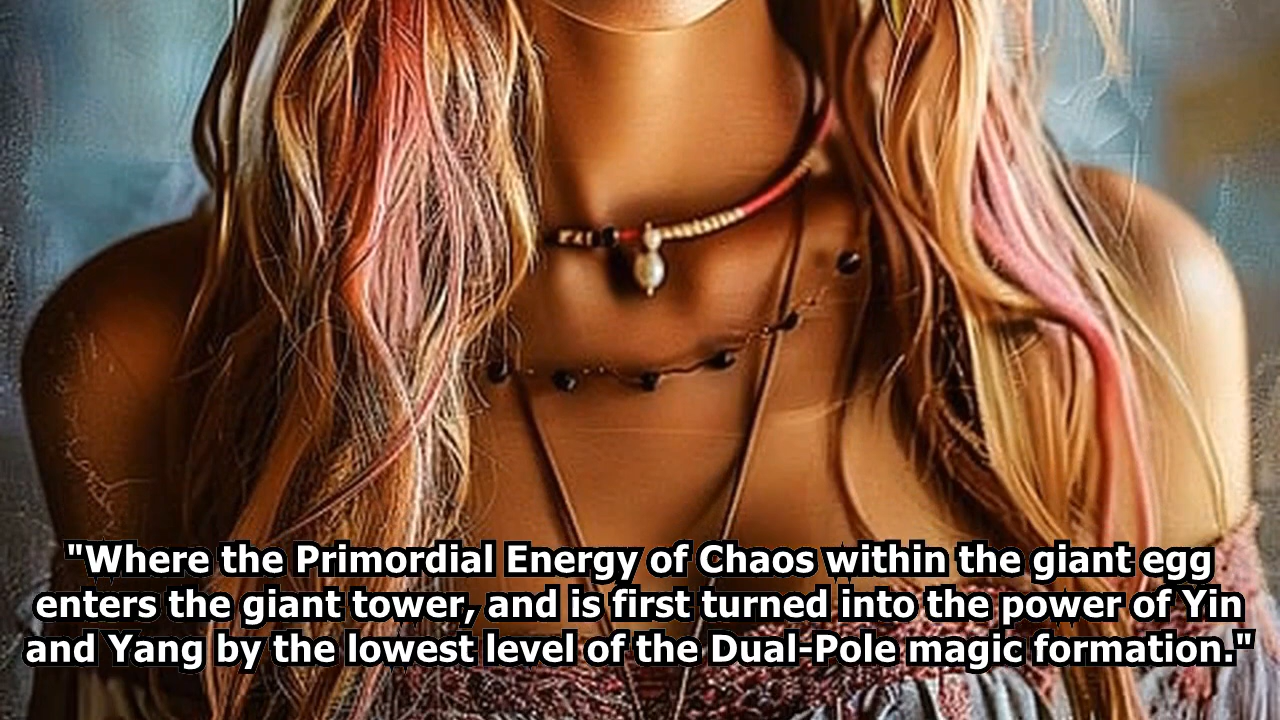 "Where the Primordial Energy of Chaos within the giant egg
enters the giant tower, and is first turned into the power of Yin
and Yang by the lowest level of the Dual-Pole magic formation."